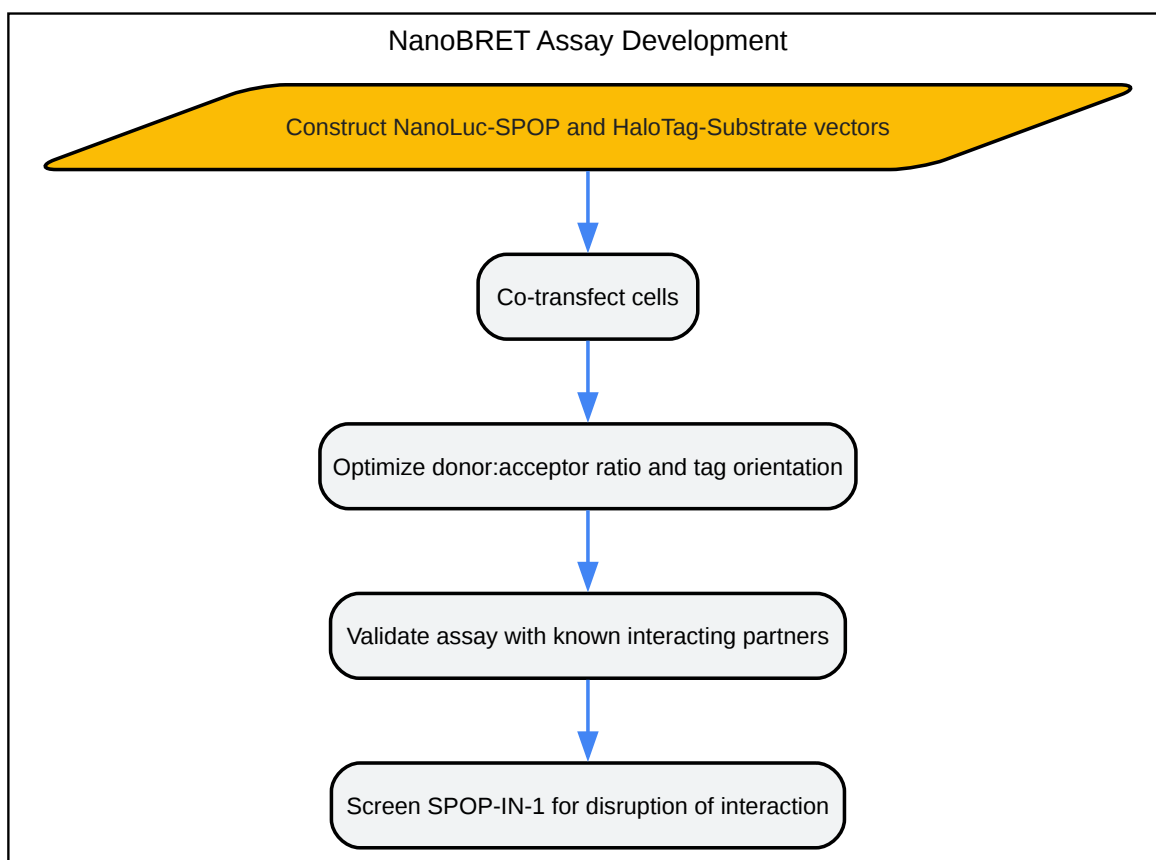 NanoBRET Assay Development
Construct NanoLuc-SPOP and HaloTag-Substrate vectors
Co-transfect cells
Optimize donor:acceptor ratio and tag orientation
Validate assay with known interacting partners
Screen SPOP-IN-1 for disruption of interaction